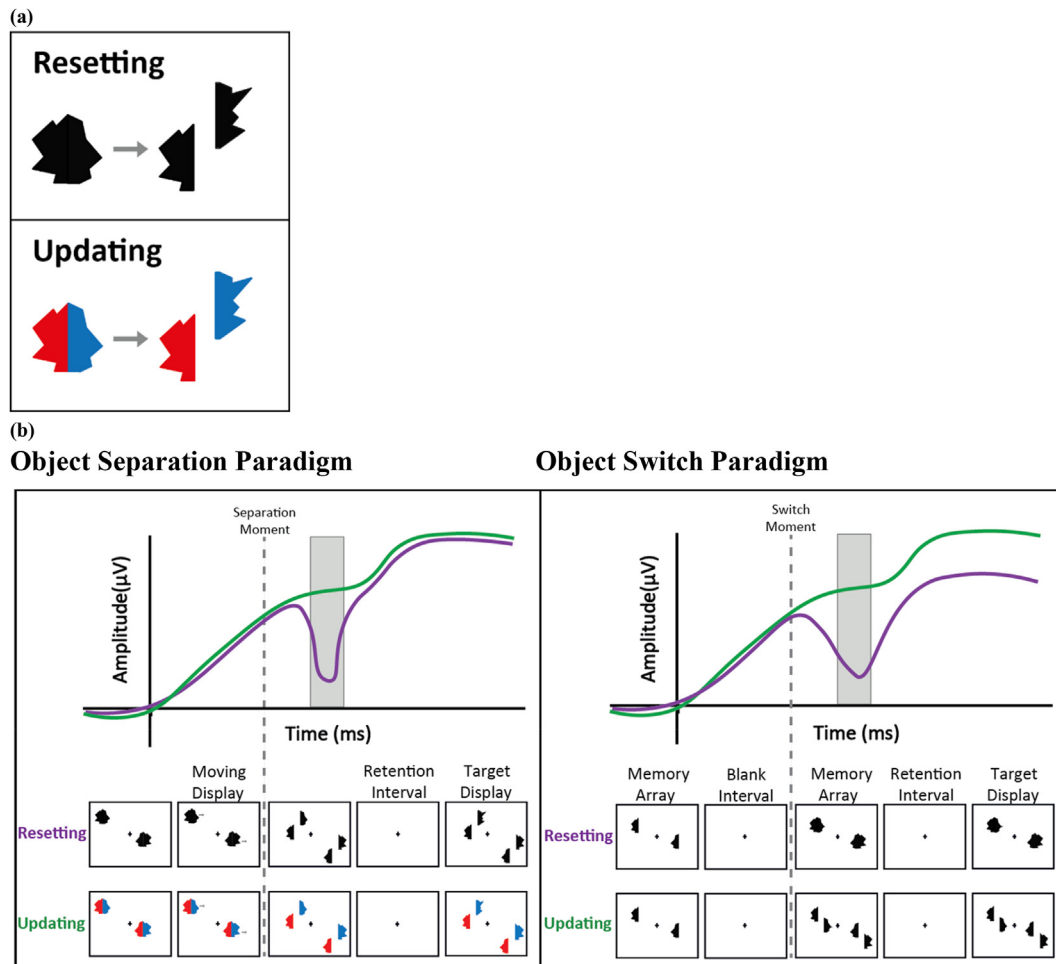 (a)
Resetting
Updating
(b)
Object Separation Paradigm
Object Switch Paradigm
Separation
Moment
Amplitude(μV)
Time (ms)
Moving
Display
Retention
Interval
Target
Display
Resetting
Updating
Switch
Moment
Amplitude(μV)
Time (ms)
Memory
Array
Blank
Interval
Memory
Array
Retention
Interval
Target
Display
Resetting
Updating